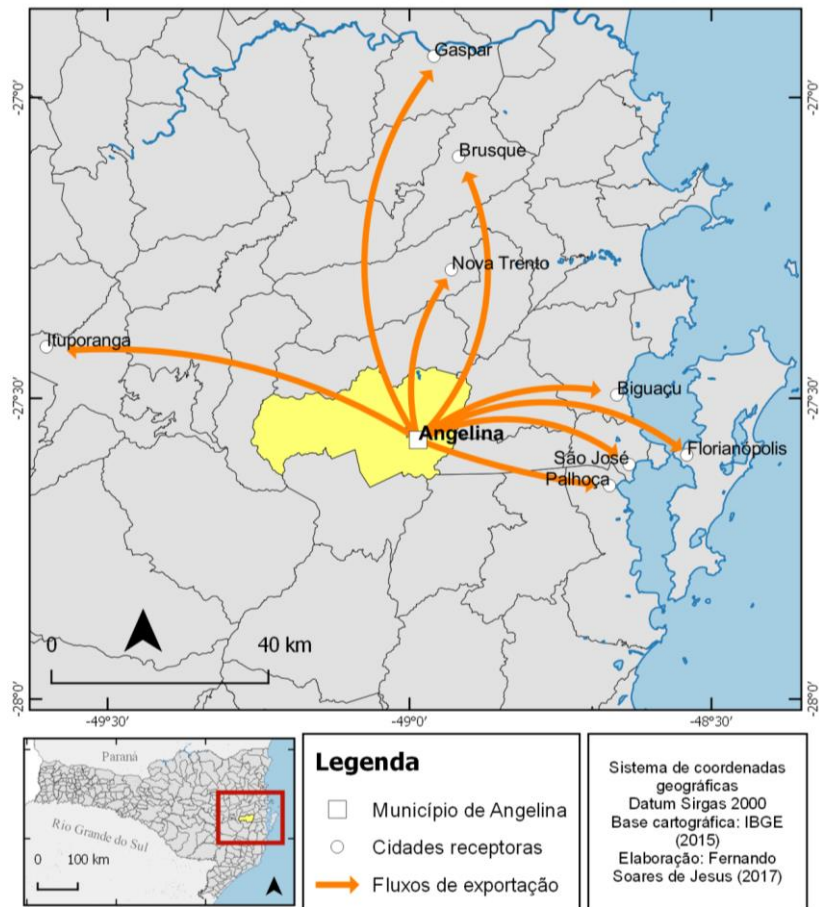 Gaspar
Brusque
Nova Trento
Ituporanga
Biguaçu
Angelina
Florianópolis
São José
Palhoça
0 40 km
-27°0'
-27°30'
-28°0'
-27°0'
-27°30'
-28°0'
-49°30'
-49°0'
-48°30'
Paraná
Rio Grande do Sul
0 100 km
Legenda
Município de Angelina
Cidades receptoras
Fluxos de exportação
Sistema de coordenadas
geográficas
Datum Sirgas 2000
Base cartográfica: IBGE
(2015)
Elaboração: Fernando
Soares de Jesus (2017)